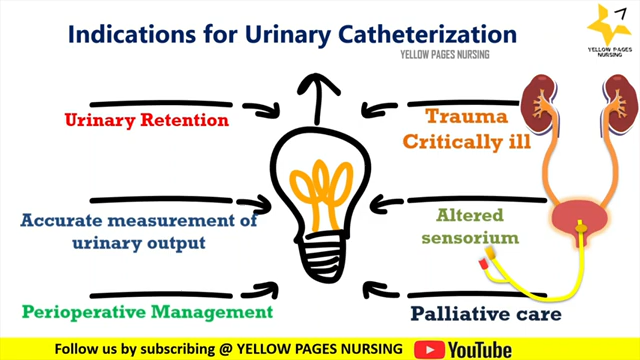 Indications for Urinary Catheterization
YELLOW PAGES NURSING
7
YELLOW PAGES
NURSING
Urinary Retention
Trauma
Critically ill
Accurate measurement of
urinary output
Altered
sensorium
Perioperative Management
Palliative care
Follow us by subscribing @ YELLOW PAGES NURSING
YouTube